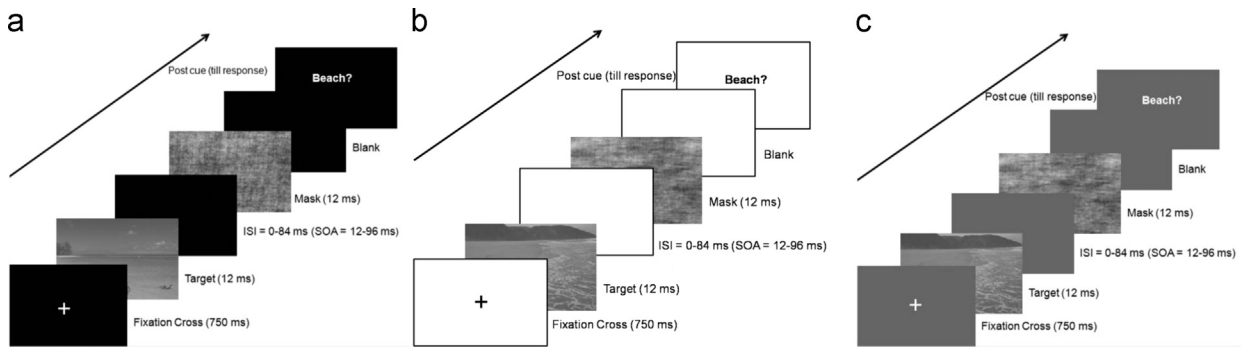 a
Post cue (till response)
Beach?
Blank
Mask (12 ms)
ISI = 0-84 ms (SOA = 12-96 ms)
Target (12 ms)
Fixation Cross (750 ms)
b
Post cue (till response)
Beach?
Blank
Mask (12 ms)
ISI = 0-84 ms (SOA = 12-96 ms)
Target (12 ms)
Fixation Cross (750 ms)
c
Post cue (till response)
Beach?
Blank
Mask (12 ms)
ISI = 0-84 ms (SOA = 12-96 ms)
Target (12 ms)
Fixation Cross (750 ms)